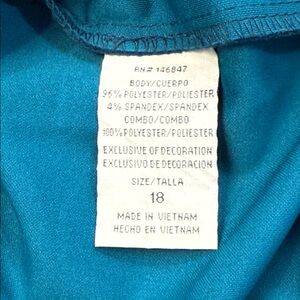 RN# 146847
BODY/CUERPO
96% POLYESTER/POLIESTER
4% SPANDEX/SPANDEX
COMBO/COMBO
100% POLYESTER/POLIESTER
EXCLUSIVE OF DECORATION
EXCLUSIVO DE DECORACION
SIZE/TALLA
18
MADE IN VIETNAM
HECHO EN VIETNAM